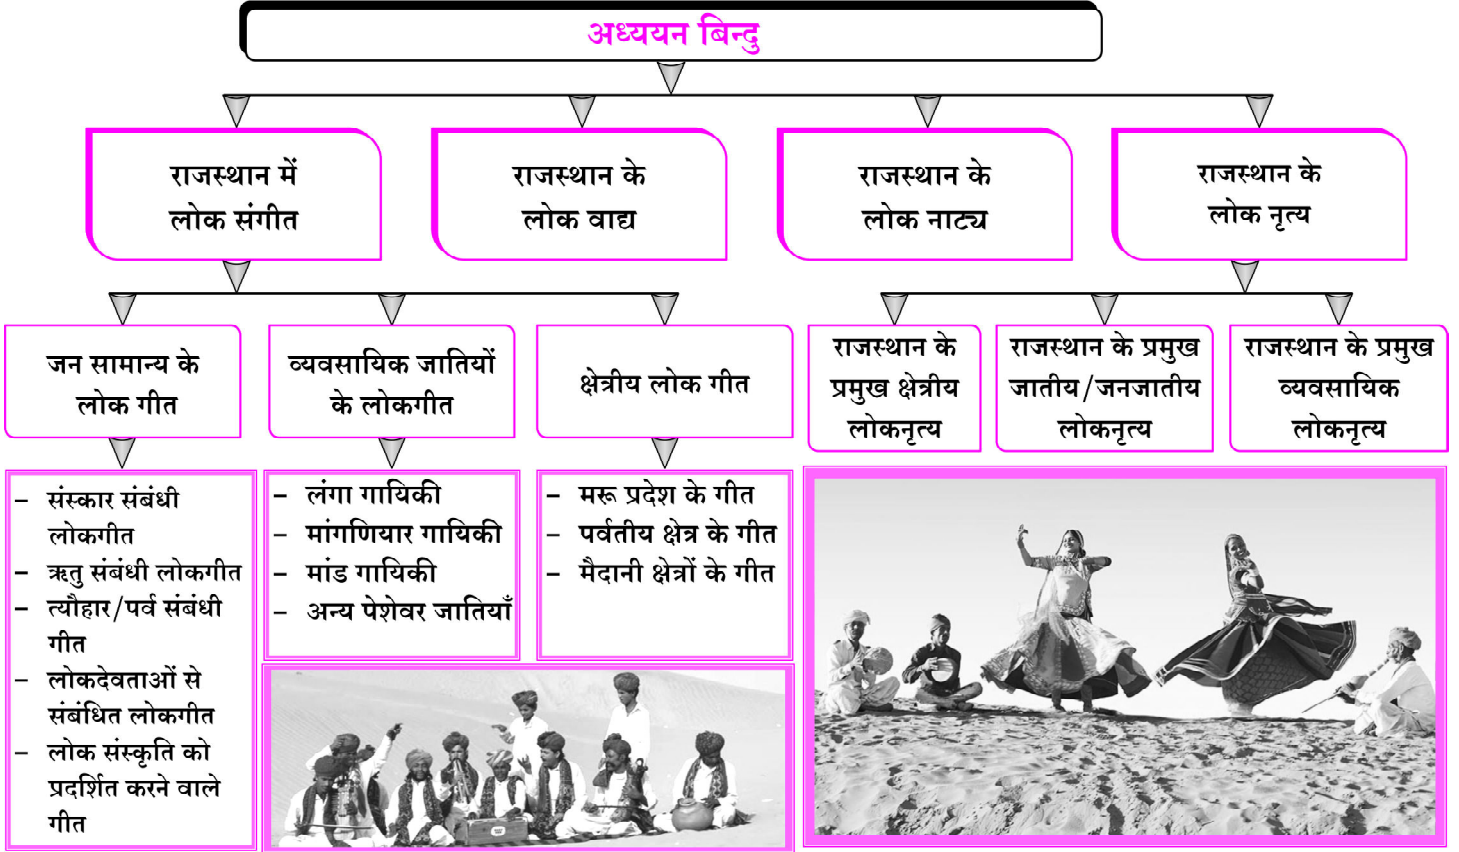 अध्ययन बिन्दु
राजस्थान में
लोक संगीत
राजस्थान के
लोक वाद्य
राजस्थान के
लोक नाट्य
राजस्थान के
लोक नृत्य
जन सामान्य के
लोक गीत
व्यवसायिक जातियों
के लोकगीत
क्षेत्रीय लोक गीत
राजस्थान के
प्रमुख क्षेत्रीय
लोकनृत्य
राजस्थान के प्रमुख
जातीय/जनजातीय
लोकनृत्य
राजस्थान के प्रमुख
व्यवसायिक
लोकनृत्य
– संस्कार संबंधी
लोकगीत
– ऋतु संबंधी लोकगीत
– त्यौहार/पर्व संबंधी
गीत
– लोकदेवताओं से
संबंधित लोकगीत
– लोक संस्कृति को
प्रदर्शित करने वाले
गीत
– लंगा गायिकी
– मांगणियार गायिकी
– मांड गायिकी
– अन्य पेशेवर जातियाँ
– मरू प्रदेश के गीत
– पर्वतीय क्षेत्र के गीत
– मैदानी क्षेत्रों के गीत